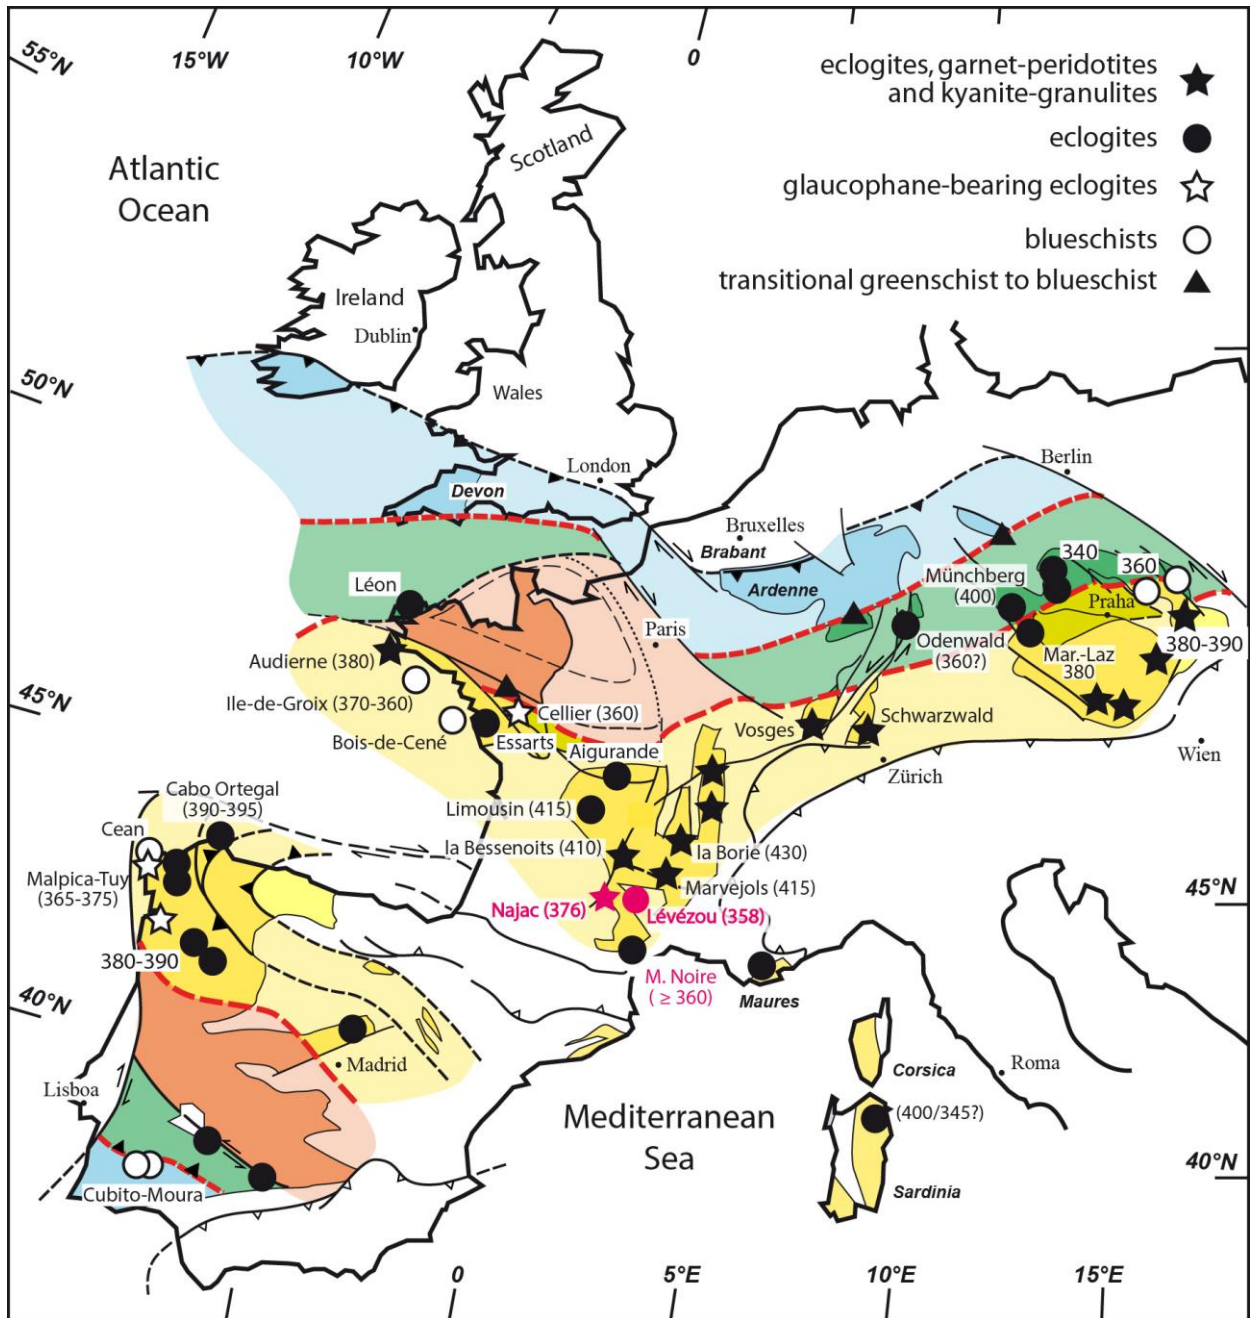 55°N
15°W
10°W
0
eclogites, garnet-peridotites
and kyanite-granulites
eclogites
glaucophane-bearing eclogites
blueschists
transitional greenschist to blueschist
Atlantic
Ocean
Scotland
Ireland
Dublin
Wales
50°N
London
Devon
Berlin
Bruxelles
Brabant
Ardenne
Léon
340
360
Münchberg
(400)
Praha
Paris
Odenwald
(360?)
380-390
Mar.-Laz
380
Audierne (380)
45°N
Ile-de-Groix (370-360)
Cellier (360)
Bois-de-Cené
Essarts
Aigurande
Vosges
Schwarzwald
Wien
Zürich
Cabo Ortegal
(390-395)
Limousin (415)
Cean
la Bessenoits (410)
la Borie (430)
Malpica-Tuy
(365-375)
Marvejols (415)
45°N
Najac (376)
Lévézou (358)
380-390
M. Noire
( ≥ 360)
Maures
40°N
Madrid
Corsica
Roma
Lisboa
Mediterranean
Sea
(400/345?)
40°N
Cubito-Moura
Sardinia
0
5°E
10°E
15°E